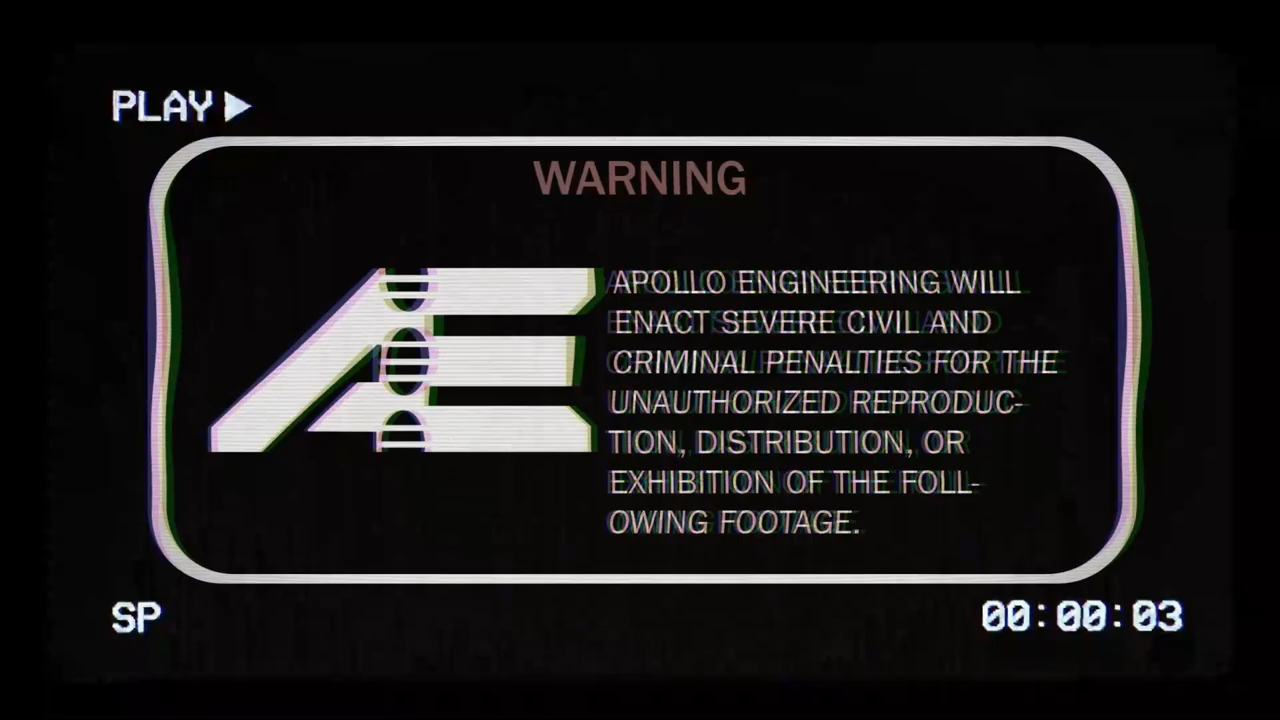 PLAY
WARNING
Æ
APOLLO ENGINEERING WILL
ENACT SEVERE CIVIL AND
CRIMINAL PENALTIES FOR THE
UNAUTHORIZED REPRODUC-
TION, DISTRIBUTION, OR
EXHIBITION OF THE FOLL-
OWING FOOTAGE.
SP
00:00:03